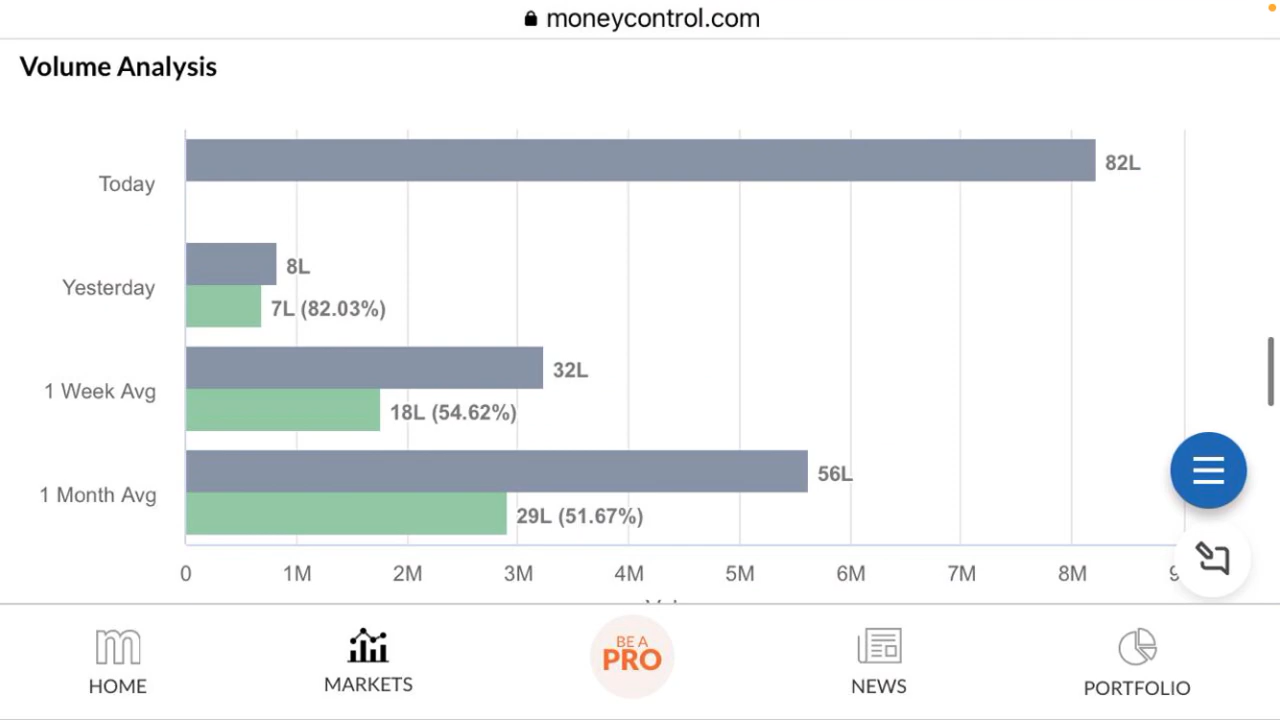 moneycontrol.com
Volume Analysis
Today
82L
Yesterday
8L
7L (82.03%)
1 Week Avg
32L
18L (54.62%)
1 Month Avg
56L
29L (51.67%)
0 1M 2M 3M 4M 5M 6M 7M 8M
BE A
PRO
HOME MARKETS NEWS PORTFOLIO